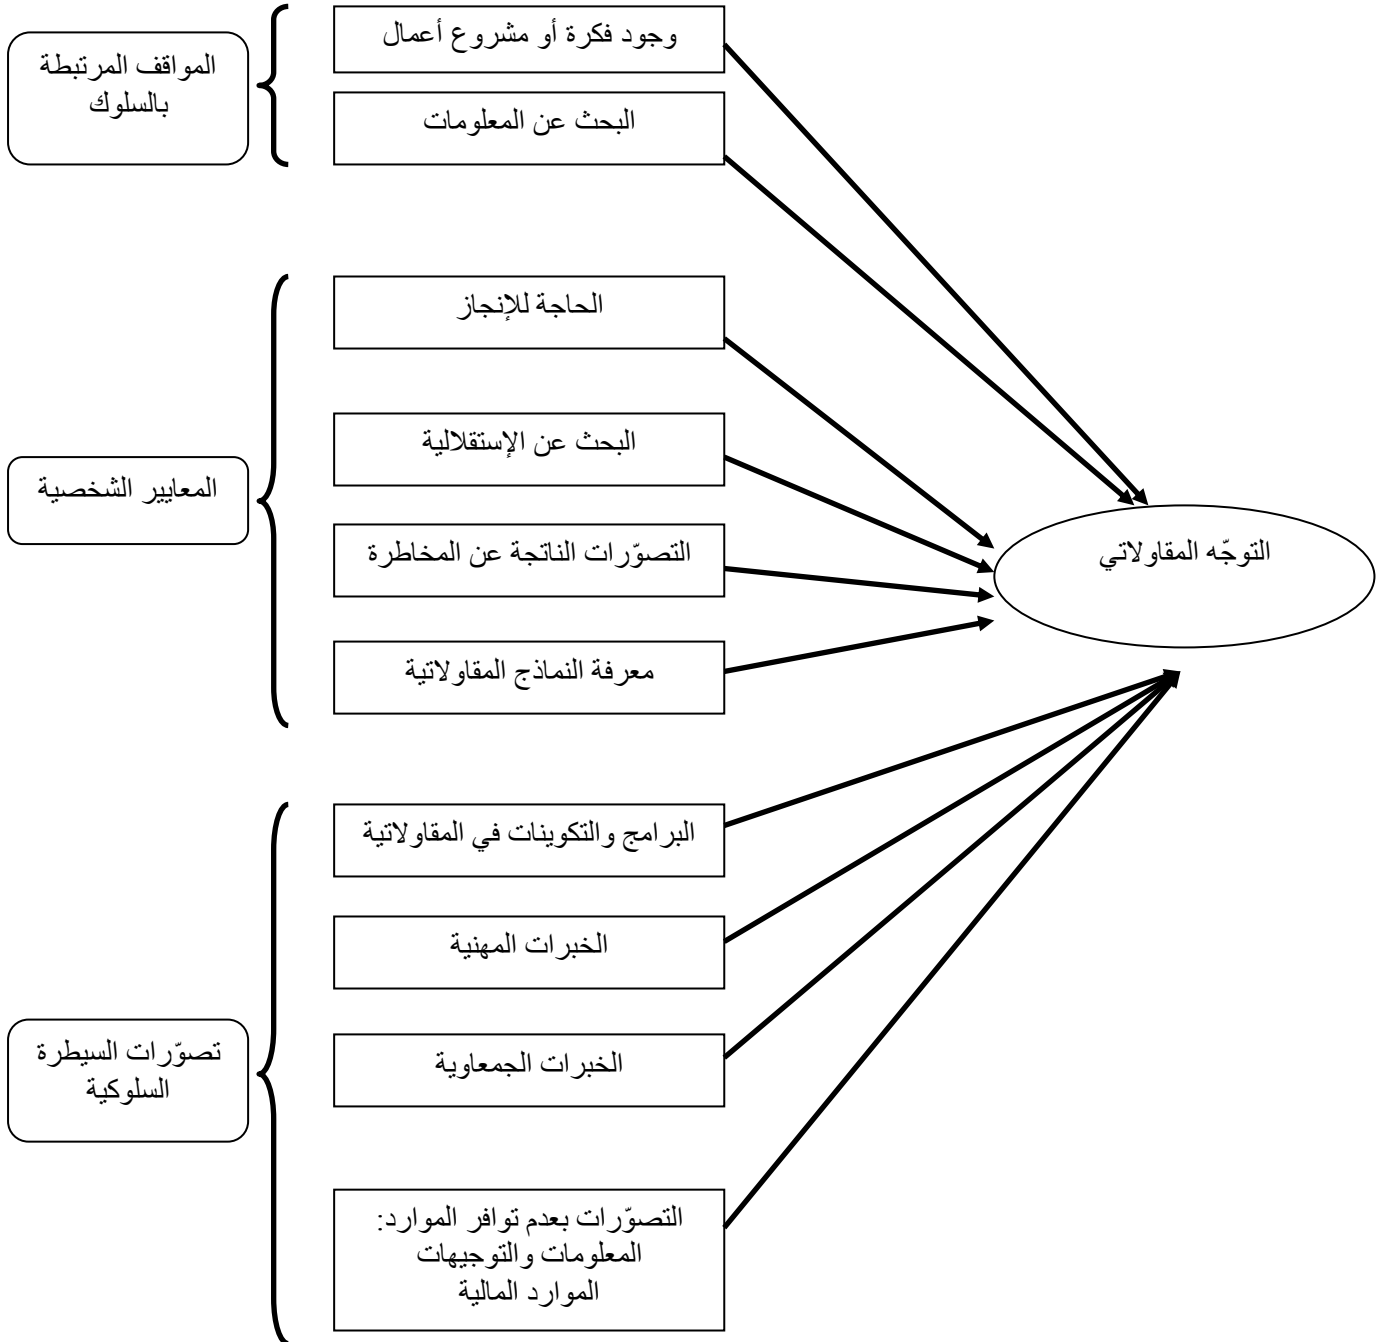 المواقف المرتبطة
بالسلوك
وجود فكرة أو مشروع أعمال
البحث عن المعلومات
المعايير الشخصية
الحاجة للإنجاز
البحث عن الإستقلالية
التصوّرات الناتجة عن المخاطرة
معرفة النماذج المقاولاتية
التوجّه المقاولاتي
تصوّرات السيطرة
السلوكية
البرامج والتكوينات في المقاولاتية
الخبرات المهنية
الخبرات الجمعاوية
التصوّرات بعدم توافر الموارد:
المعلومات والتوجيهات
الموارد المالية